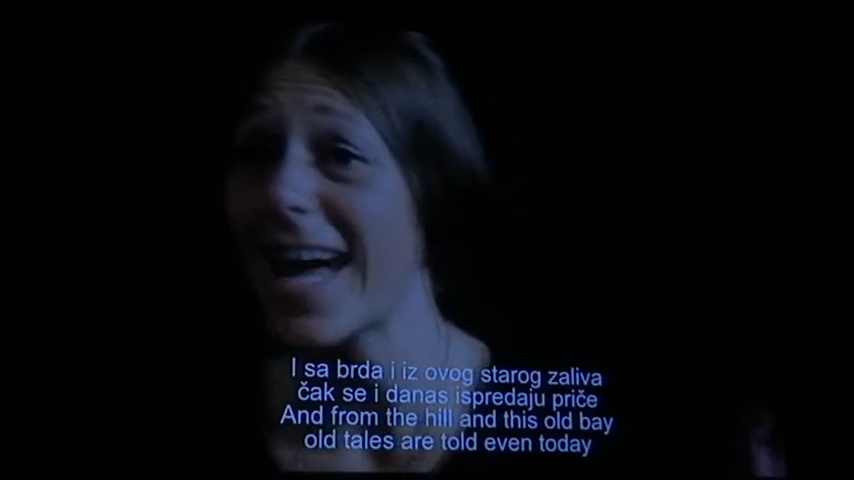 I sa brda i iz ovog starog zaliva
čak se i danas ispredaju priče
And from the hill and this old bay
old tales are told even today